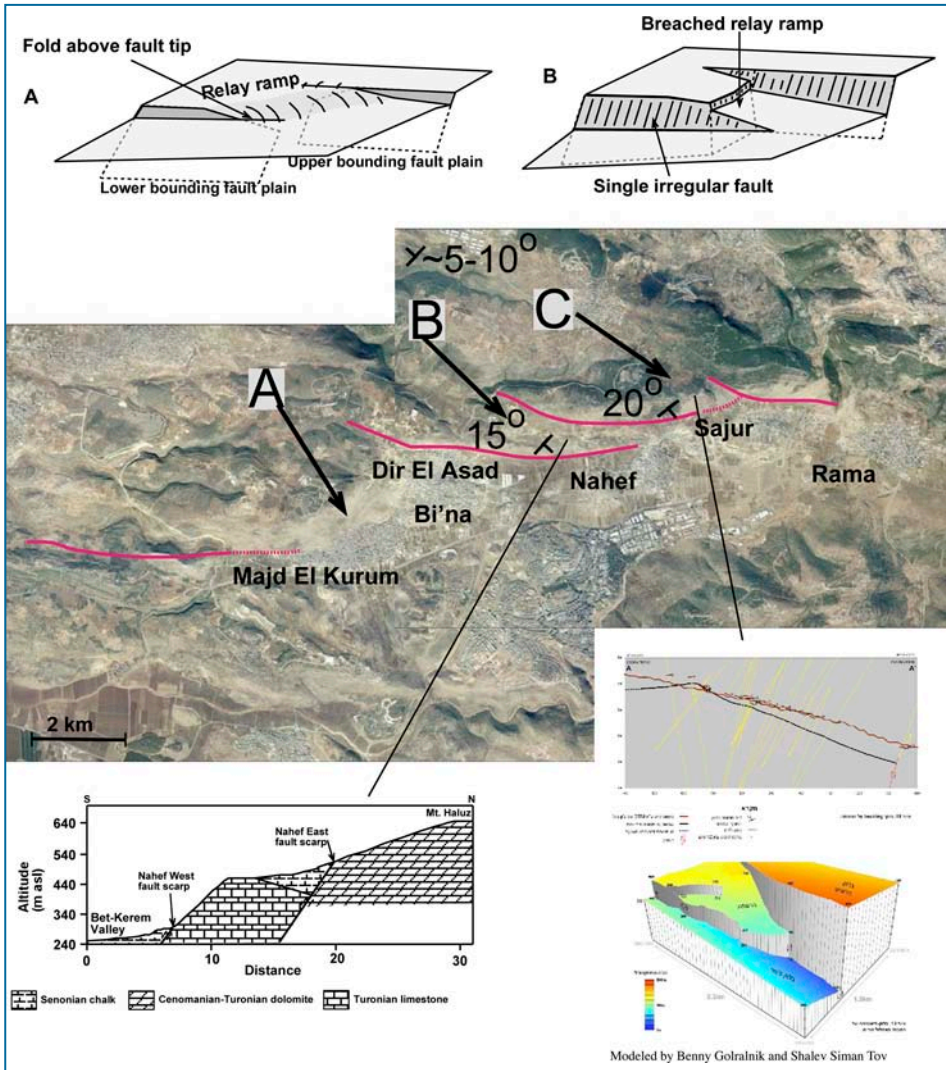 Breached relay ramp
Fold above fault tip
Relay ramp
A
B
Upper bounding fault plain
Lower bounding fault plain
Single irregular fault
~5-10°
C
B
A
20°
15°
Sajur
Dir El Asad
Nahef
Rama
Bi'na
Majd El Kurum
2 km
S
N
Mt. Haluz
640
Nahef East
fault scarp
540
Altitude
(m asl)
440
Nahef West
fault scarp
340
Bet-Kerem
Valley
240
0
10
20
30
Distance
Senonian chalk
Cenomanian-Turonian dolomite
Turonian limestone
A
A'
Modeled by Benny Golralnik and Shalev Siman Tov